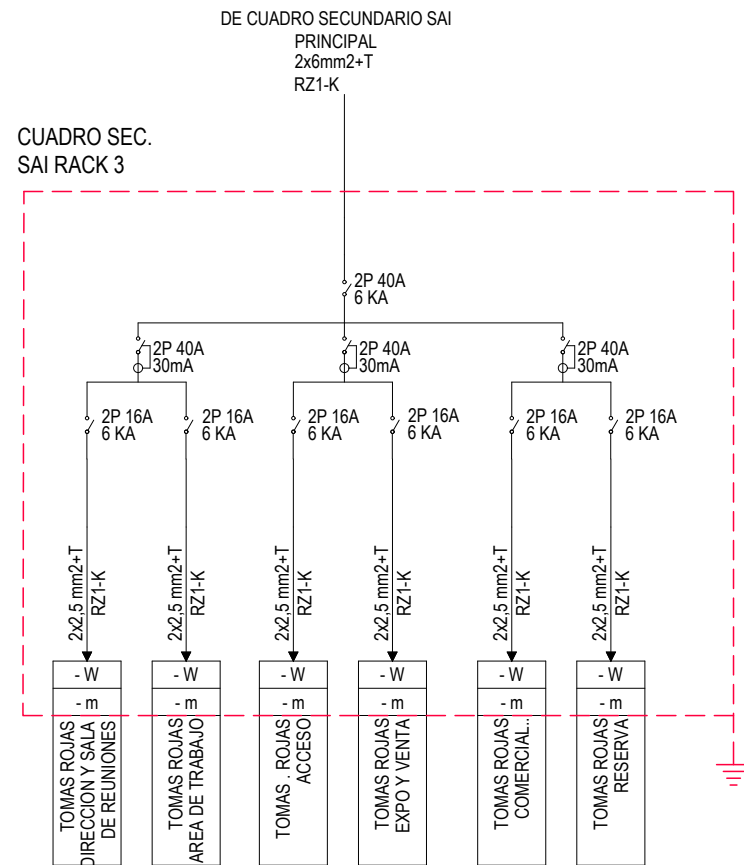 DE CUADRO SECUNDARIO SAI
PRINCIPAL
2x6mm2+T
RZ1-K
CUADRO SEC.
SAI RACK 3
2P 40A
6 KA
2P 40A
30mA
2P 40A
30mA
2P 40A
30mA
2P 16A
6 KA
2P 16A
6 KA
2P 16A
6 KA
2P 16A
6 KA
2P 16A
6 KA
2P 16A
6 KA
2x2,5 mm2+T
RZ1-K
2x2,5 mm2+T
RZ1-K
2x2,5 mm2+T
RZ1-K
2x2,5 mm2+T
RZ1-K
2x2,5 mm2+T
RZ1-K
2x2,5 mm2+T
RZ1-K
- W
- W
- W
- W
- W
- W
- m
- m
- m
- m
- m
- m
TOMAS ROJAS
DIRECCION Y SALA
DE REUNIONES
TOMAS ROJAS
AREA DE TRABAJO
TOMAS . ROJAS
ACCESO
TOMAS ROJAS
EXPO Y VENTA
TOMAS ROJAS
COMERCIAL..
TOMAS ROJAS
RESERVA